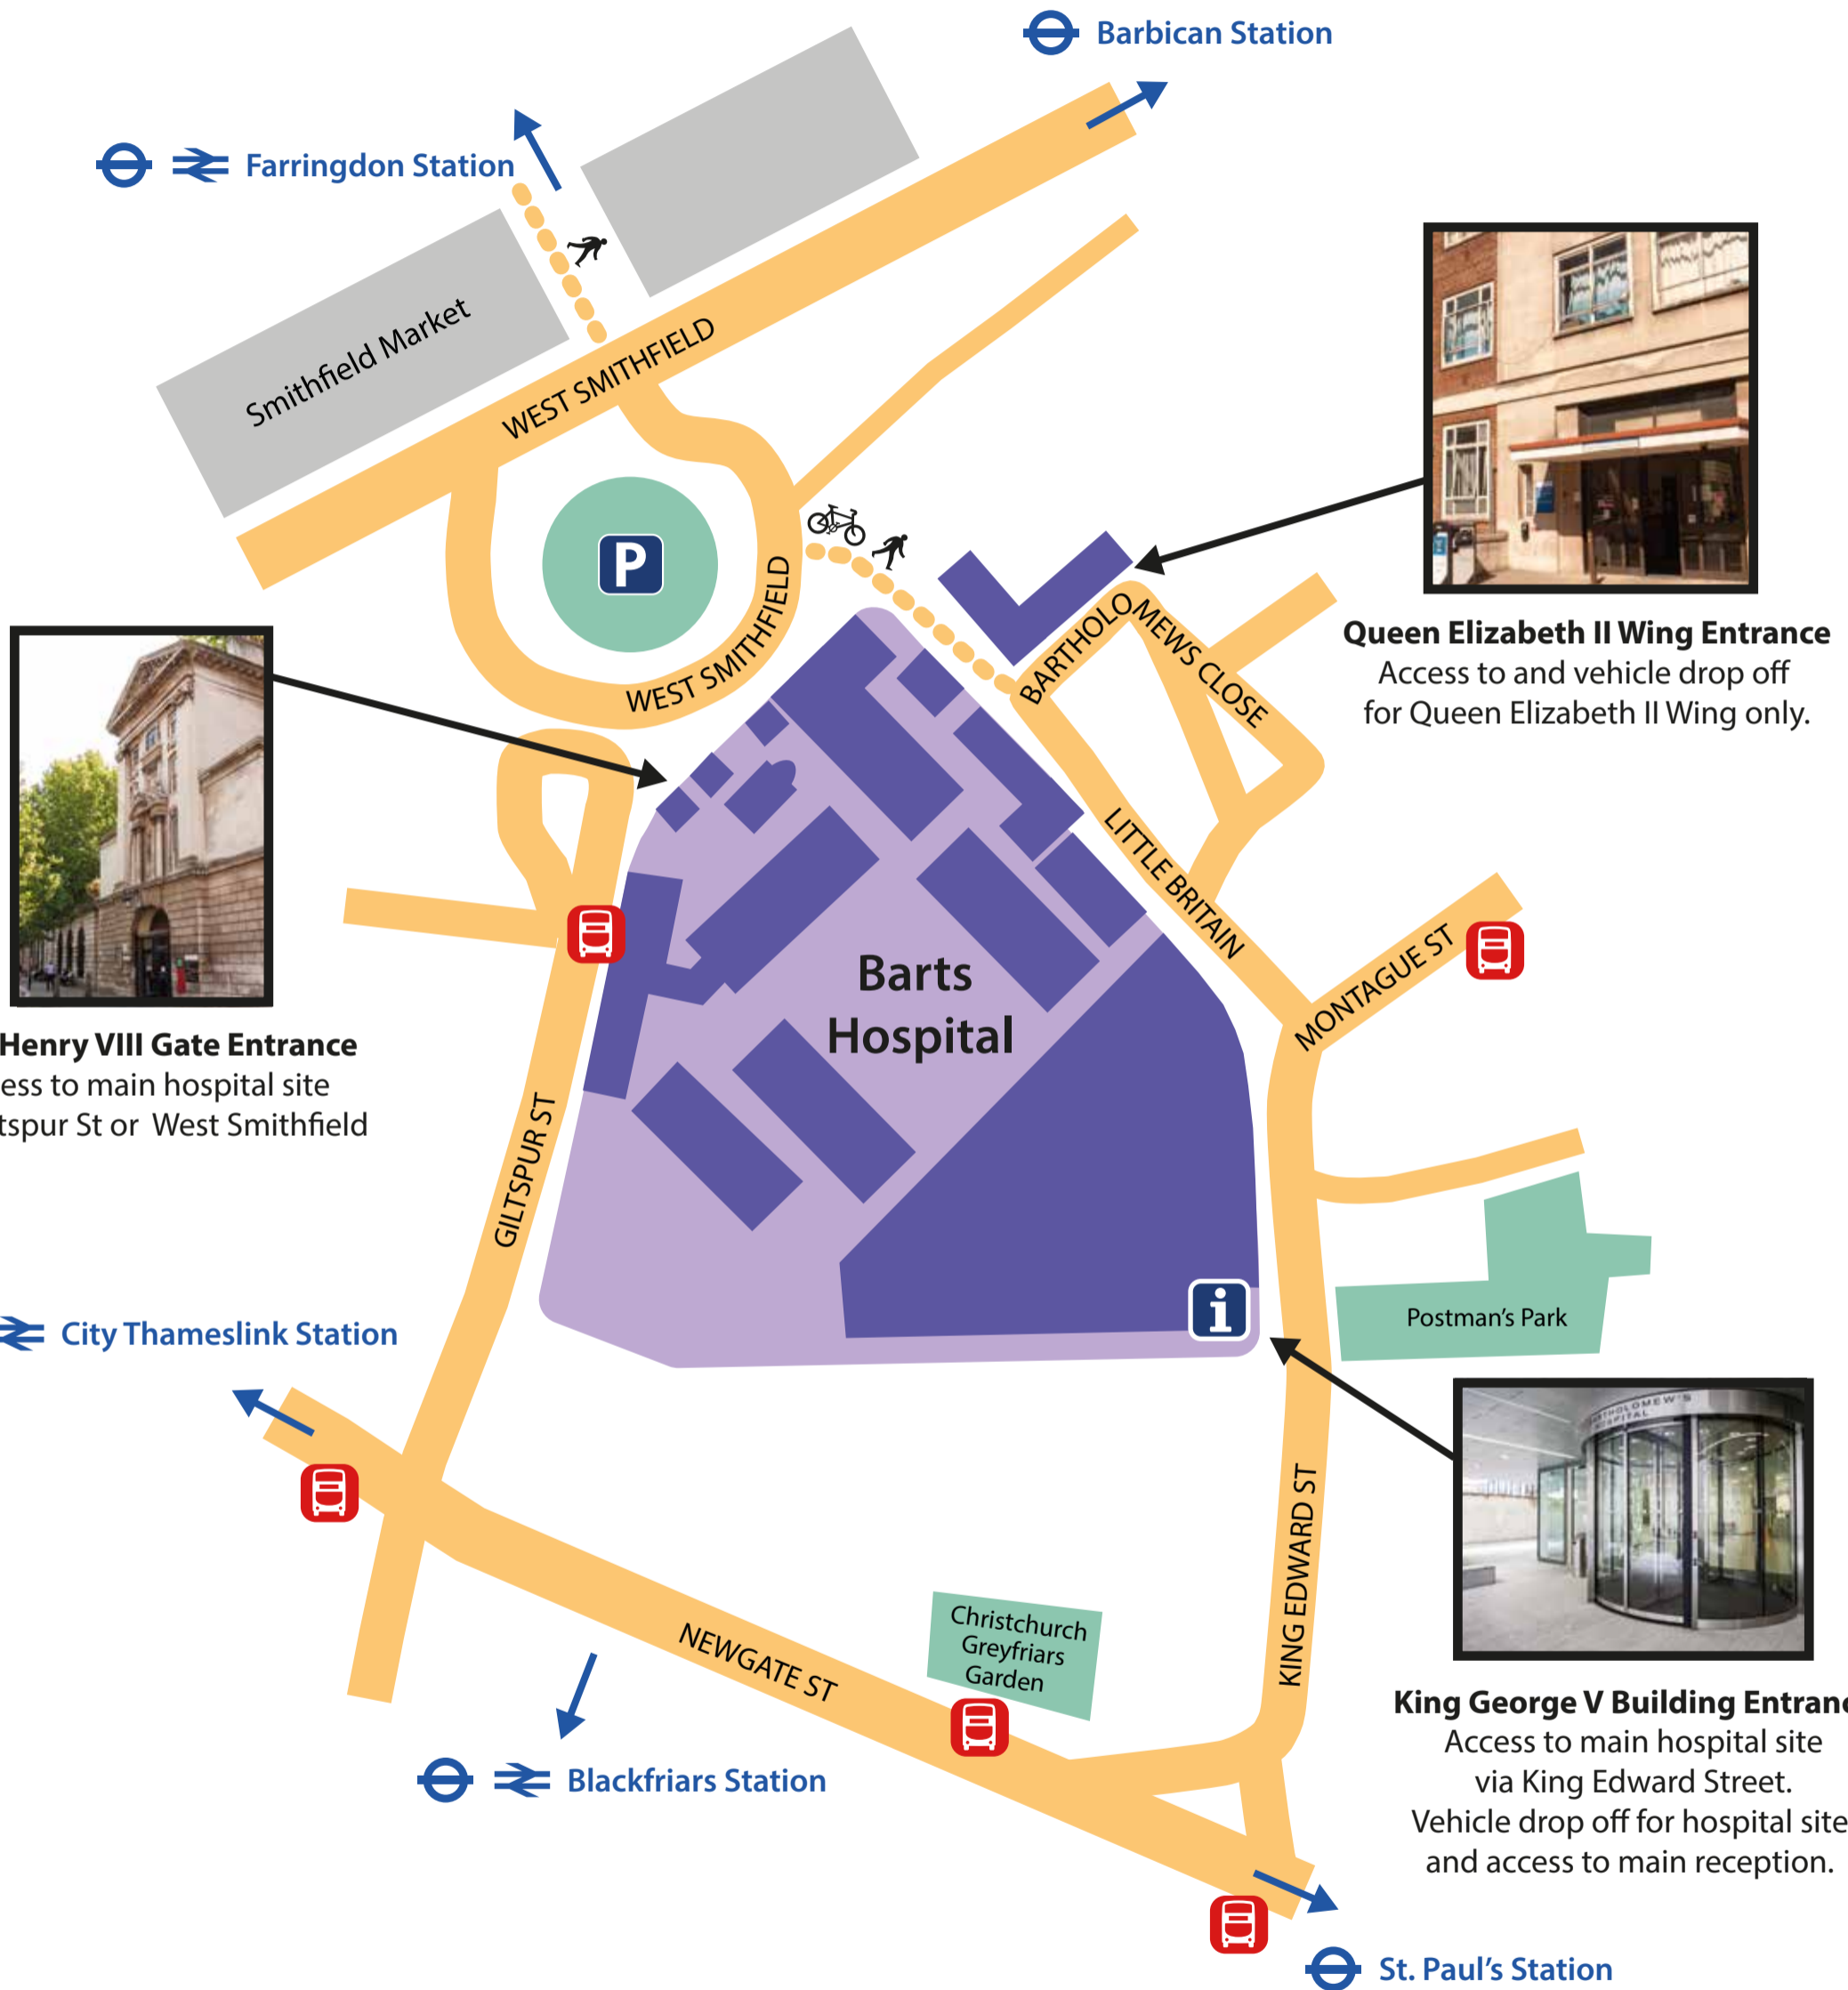 Barbican Station
Farringdon Station
Smithfield Market
WEST SMITHFIELD
P
WEST SMITHFIELD
BARTHOLOMEWS CLOSE
Queen Elizabeth II Wing Entrance
Access to and vehicle drop off
for Queen Elizabeth II Wing only.
LITTLE BRITAIN
MONTAGUE ST
Barts
Hospital
Henry VIII Gate Entrance
ess to main hospital site
tspur St or West Smithfield
GILTSPUR ST
i
Postman's Park
City Thameslink Station
KING EDWARD ST
Christchurch
Greyfriars
Garden
NEWGATE ST
Blackfriars Station
THOLOMEW'S
HOSPITAL
King George V Building Entranc
Access to main hospital site
via King Edward Street.
Vehicle drop off for hospital site
and access to main reception.
St. Paul's Station